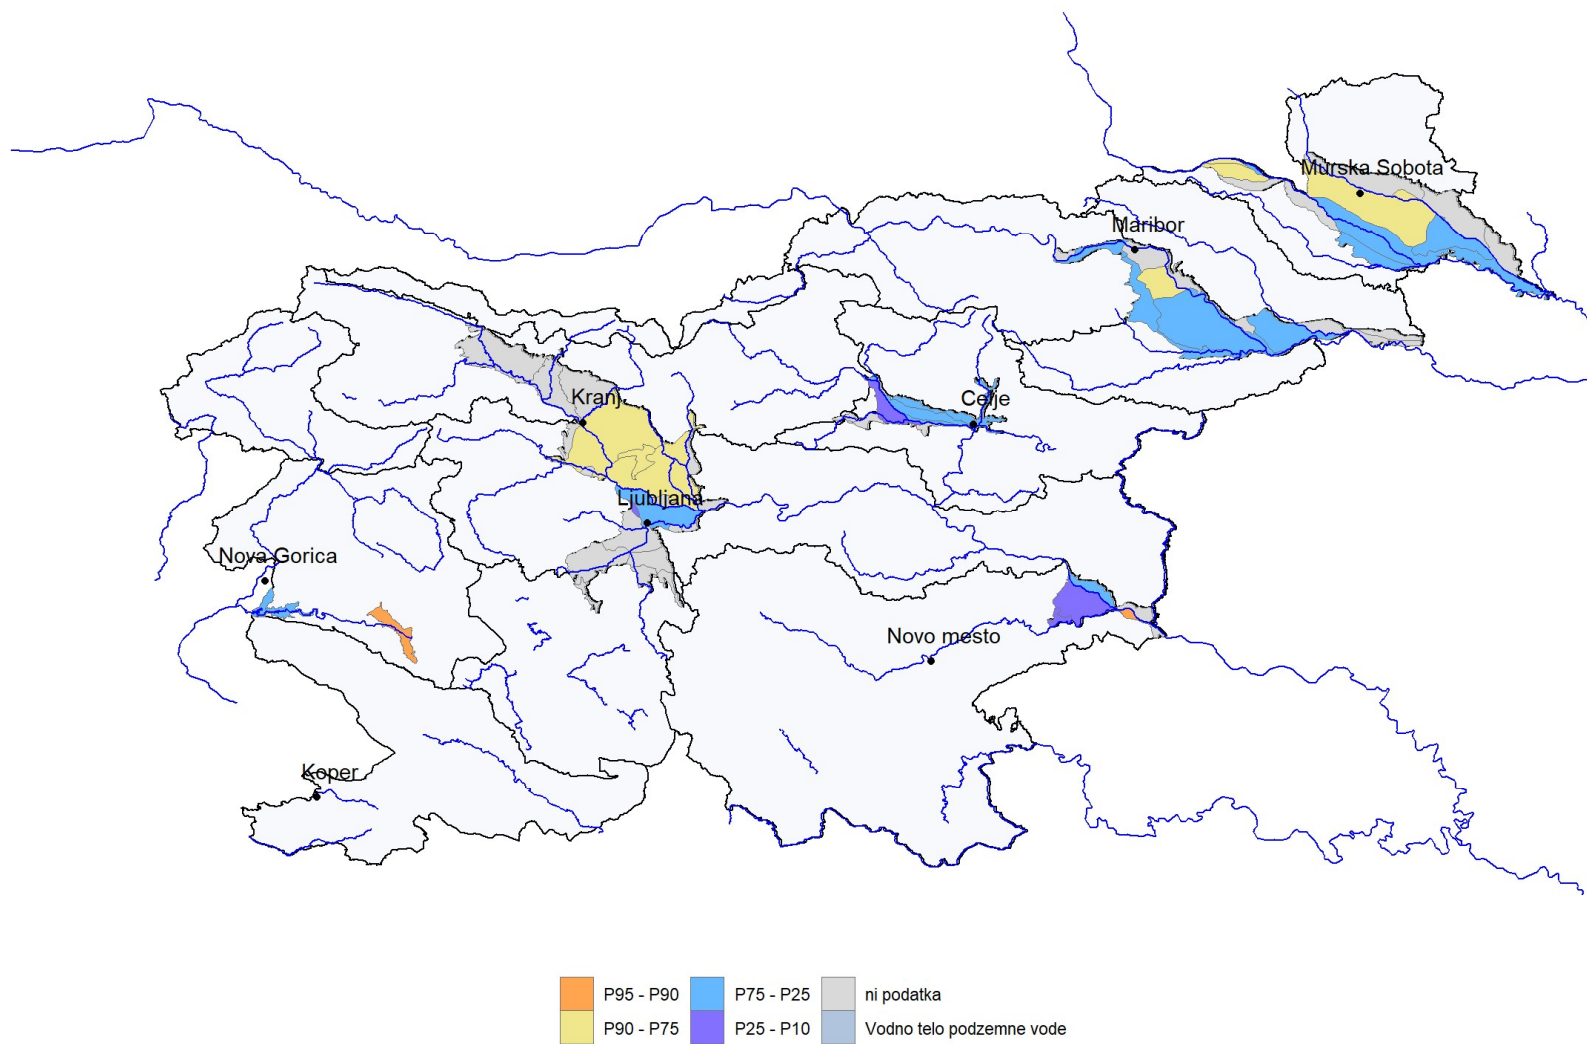 Murska Sobota
Maribor
Kranj
Celje
Ljubljana
Nova Gorica
Novo mesto
Koper
P95 - P90
P75 - P25
ni podatka
P90 - P75
P25 - P10
Vodno telo podzemne vode